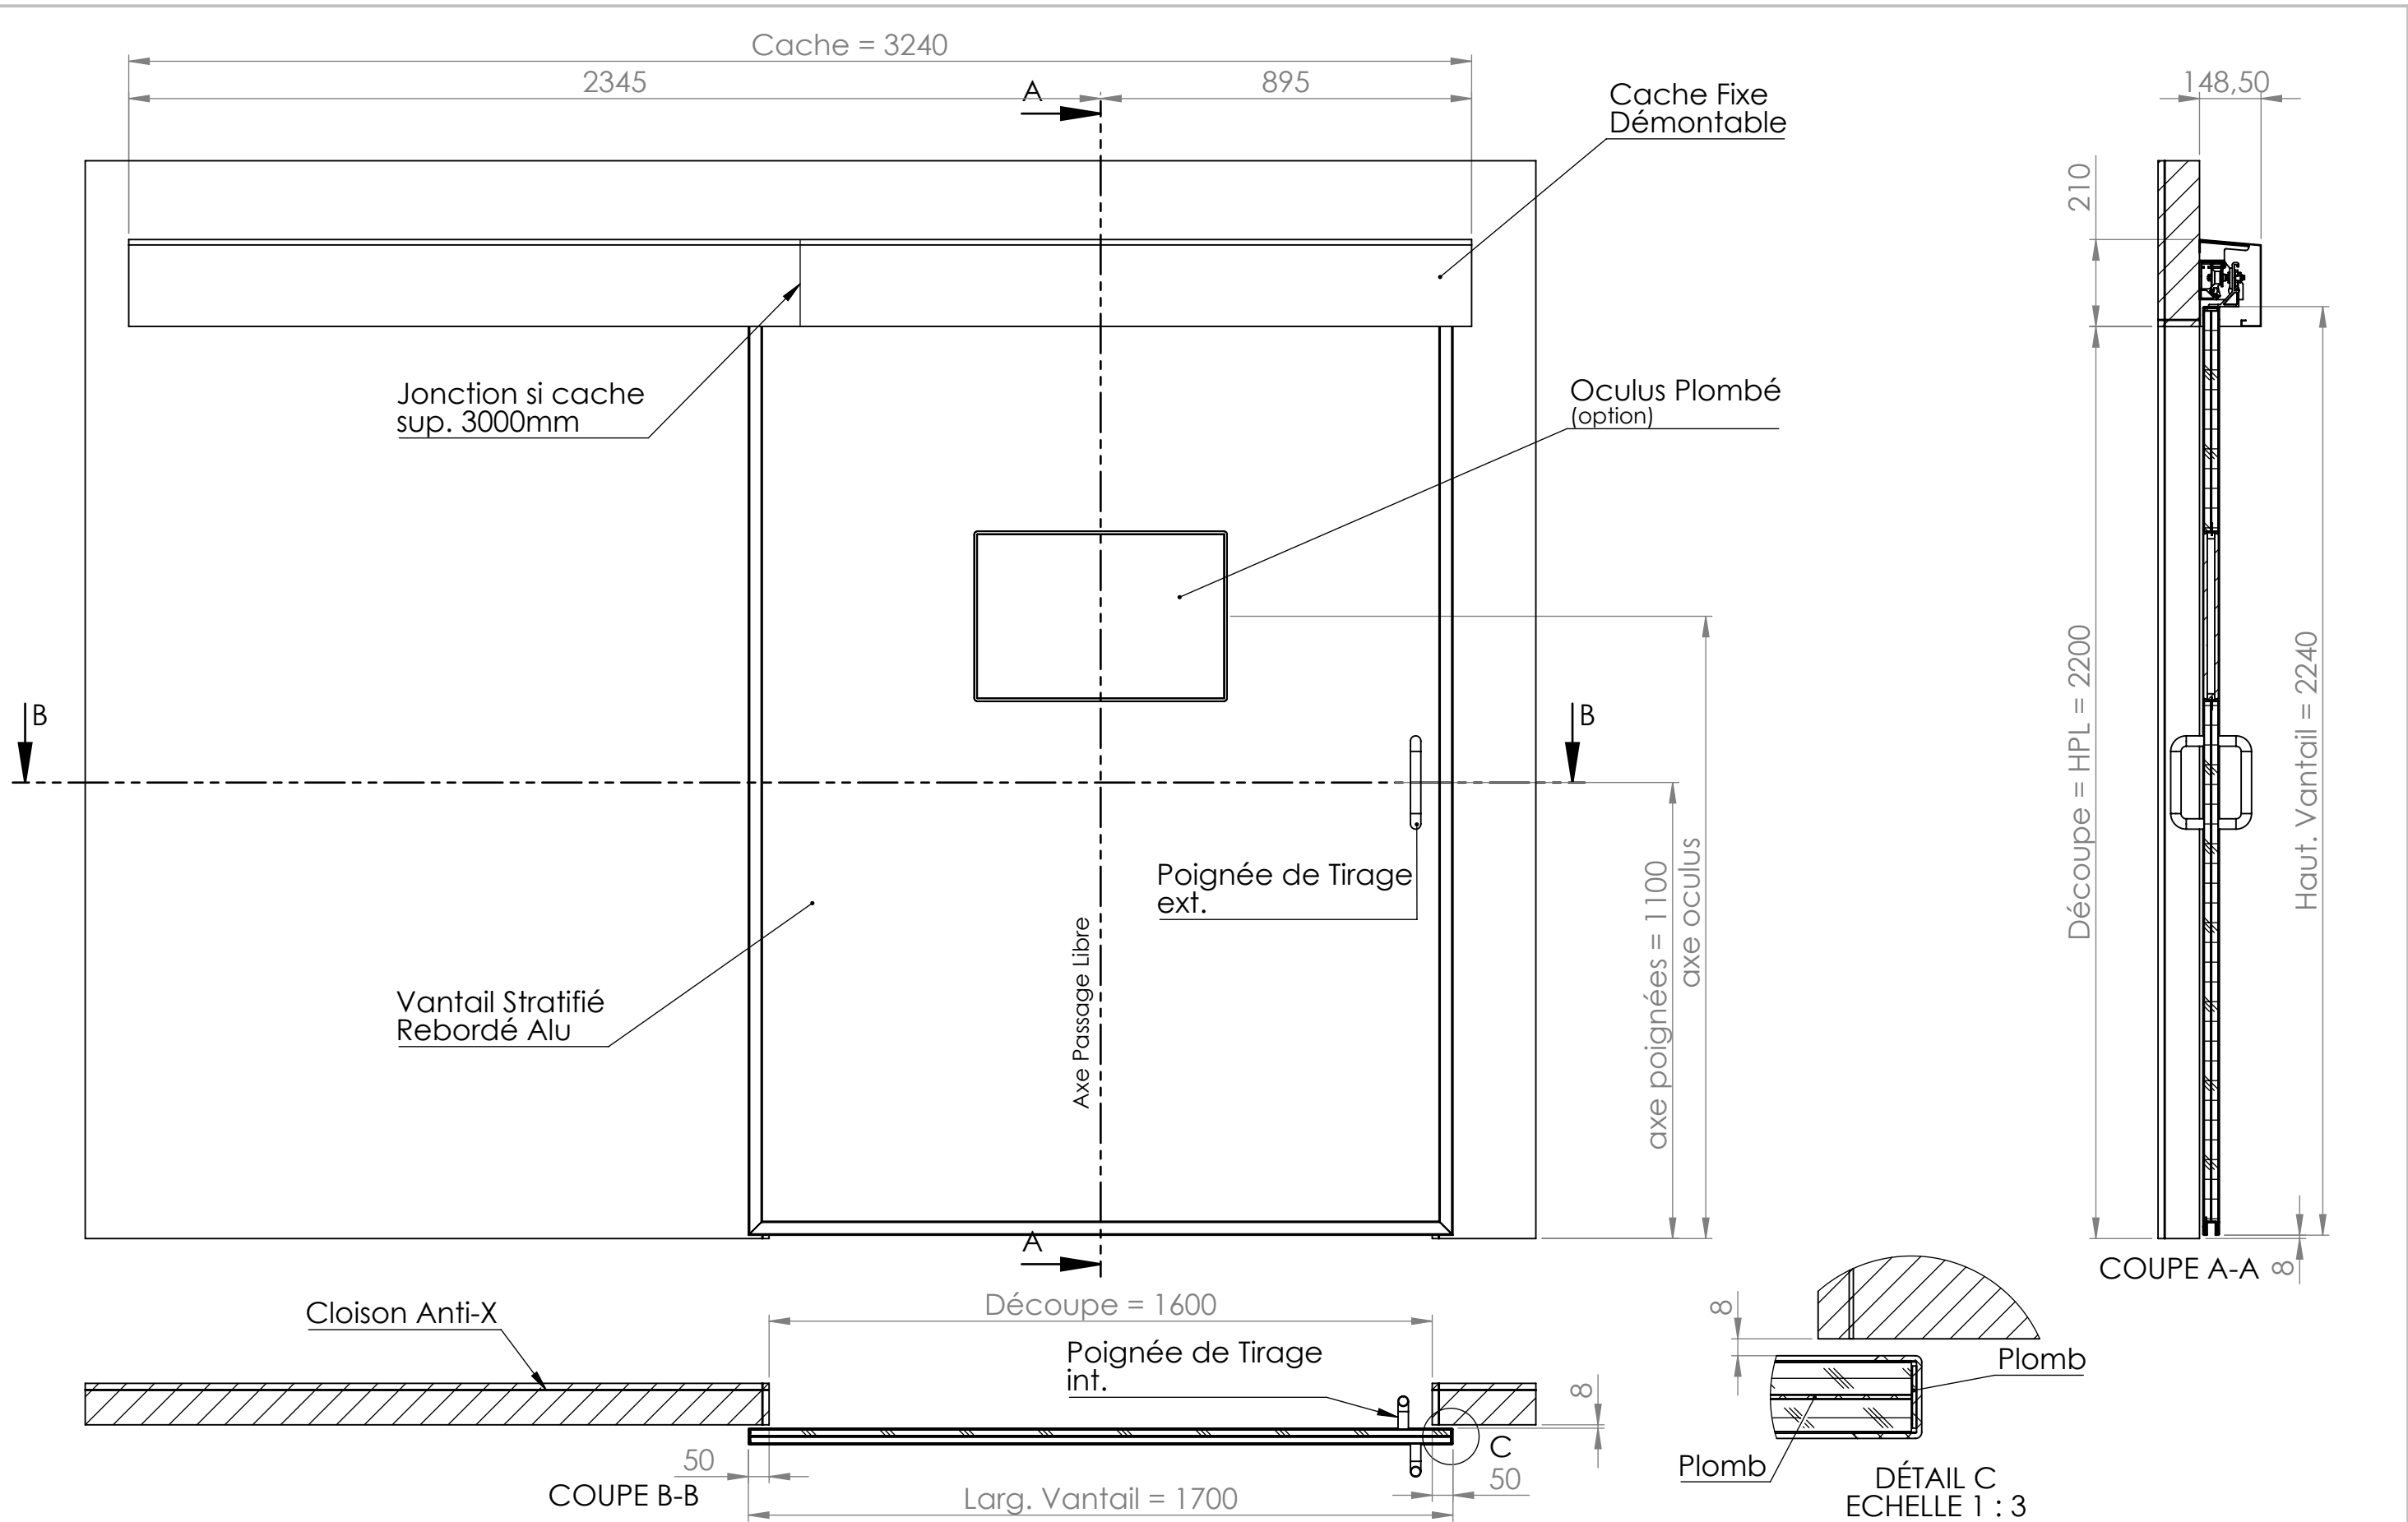 Cache = 3240
2345
895
148,50
A
Cache Fixe
Démontable
210
Jonction si cache
sup. 3000mm
Oculus Plombé
(option)
B
B
Découpe = HPL = 2200
Haut. Vantail = 2240
Poignée de Tirage
ext.
axe poignées = 1100
axe oculus
Axe Passage Libre
Vantail Stratifié
Rebordé Alu
A
COUPE A-A
8
Cloison Anti-X
Découpe = 1600
Poignée de Tirage
int.
8
8
Plomb
C
50
50
COUPE B-B
Larg. Vantail = 1700
Plomb
DÉTAIL C
ECHELLE 1 : 3